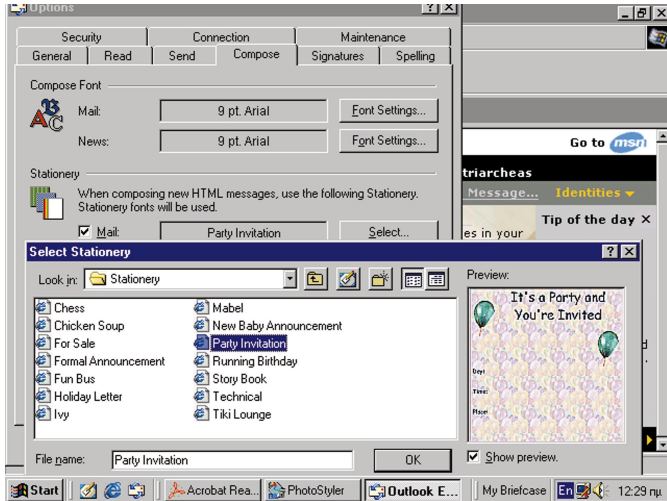 Options
Security Connection Maintenance
General Read Send Compose Signatures Spelling
Compose Font
Mail: 9 pt. Arial Font Settings...
News: 9 pt. Arial Font Settings...
Go to msn
Stationery
triarcheas
When composing new HTML messages, use the following Stationery.
Stationery fonts will be used.
Message... Identities
Mail: Party Invitation Select...
Tip of the day X
es in your
Select Stationery
Look in: Stationery
Preview:
Chess
Chicken Soup
For Sale
Formal Announcement
Fun Bus
Holiday Letter
Ivy
Mabel
New Baby Announcement
Party Invitation
Running Birthday
Story Book
Technical
Tiki Lounge
It's a Party and
You're Invited
Day:
Time:
Place:
File name: Party Invitation OK
Show preview.
Start Acrobat Rea... PhotoStyler Outlook E... My Briefcase En 12:29 πμ